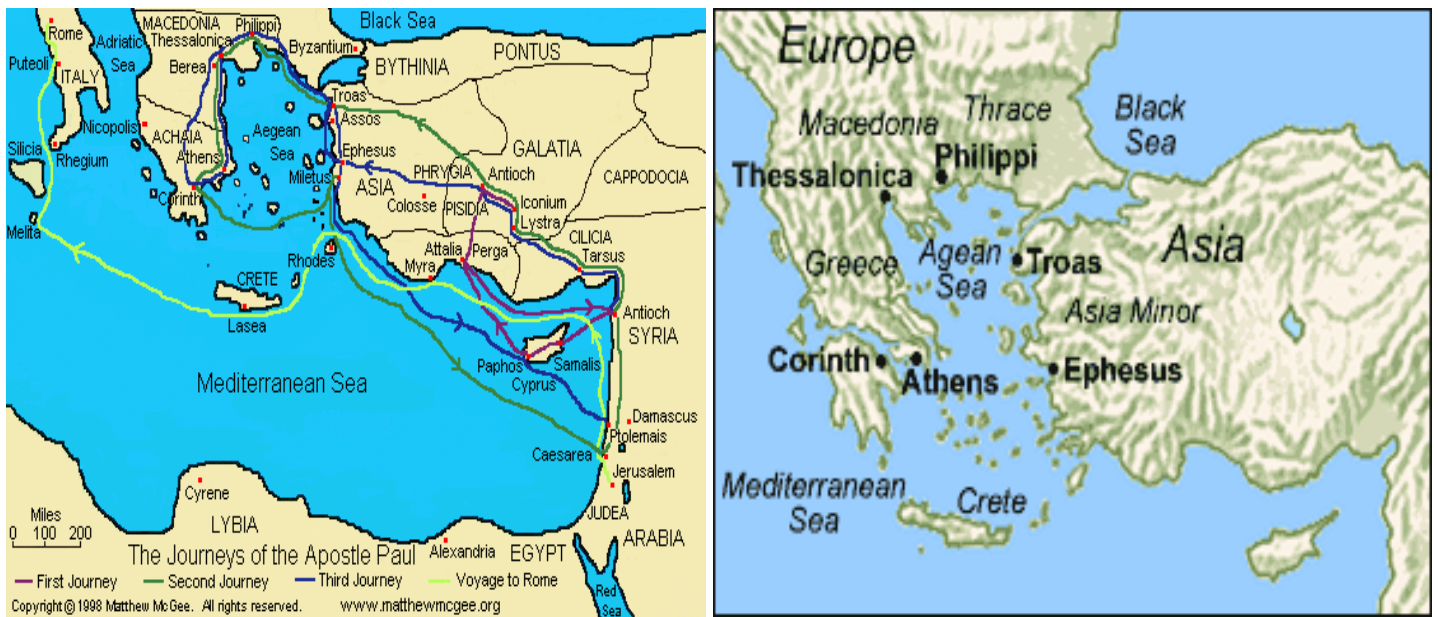 Black Sea
MACEDONIA
Philippi
Rome
Adriatic
Sea
Thessalonica
Byzantium
PONTUS
Puteoli
ITALY
Berea
BYTHINIA
Troas
Assos
Nicopolis
ACHAIA
Aegean
Sea
GALATIA
Silicia
Rhegium
Athens
Ephesus
PHRYGIA
Antioch
CAPPODOCIA
Miletus
ASIA
Colosse
PISIDIA
Corinth
Iconium
Lystra
Melita
CILICIA
Tarsus
Attalia
Perga
Rhodes
Myra
CRETE
Lasea
Antioch
SYRIA
Paphos
Samalis
Cyprus
Mediterranean Sea
Damascus
Ptolemais
Caesarea
Jerusalem
Cyrene
JUDEA
Miles
0 100 200
LYBIA
ARABIA
The Journeys of the Apostle Paul
Alexandria
EGYPT
First Journey
Second Journey
Third Journey
Voyage to Rome
Red
Sea
Copyright © 1998 Matthew McGee. All rights reserved.
www.matthewmcgee.org
Europe
Thrace
Black
Sea
Macedonia
Philippi
Thessalonica
Agean
Sea
Asia
Greece
Troas
Asia Minor
Corinth
Athens
Ephesus
Mediterranean
Sea
Crete